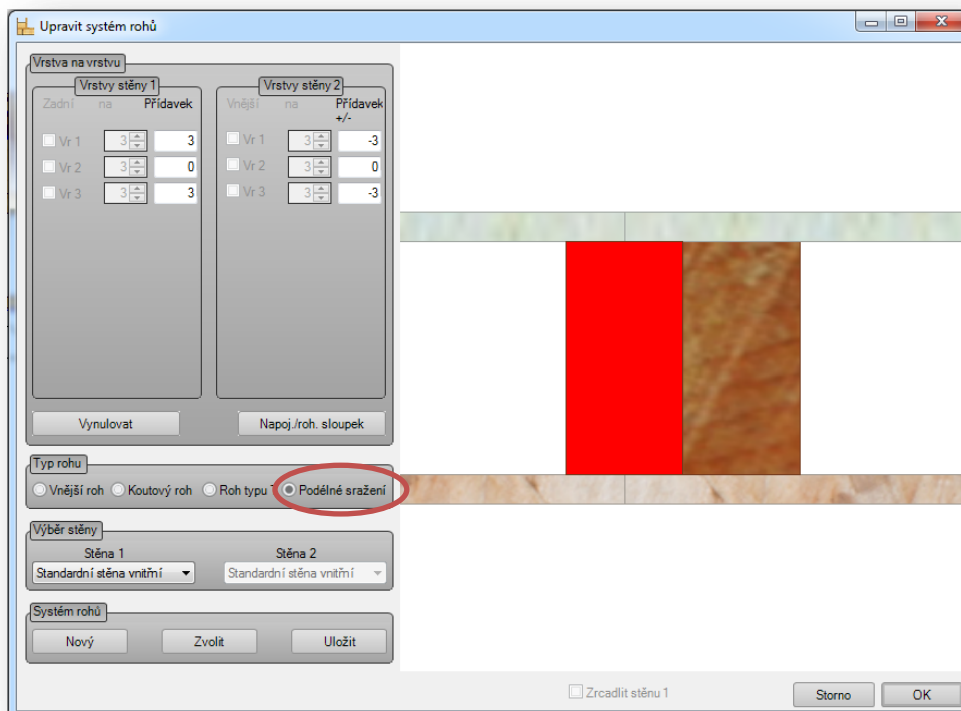 Upravit systém rohů
Vrstva na vrstvu
Vrstvy stěny 1
Zadní na Přídavek
Vr 1 3 3
Vr 2 3 0
Vr 3 3 3
Vrstvy stěny 2
Vnější na Přídavek
+/-
Vr 1 3 -3
Vr 2 3 0
Vr 3 3 -3
Vynulovat
Napoj./roh. sloupek
Typ rohu
Vnější roh Koutový roh Roh typu T Podélné sražení
Výběr stěny
Stěna 1 Stěna 2
Standardní stěna vnitřní Standardní stěna vnitřní
Systém rohů
Nový Zvolit Uložit
Zrcadlit stěnu 1
Storno OK